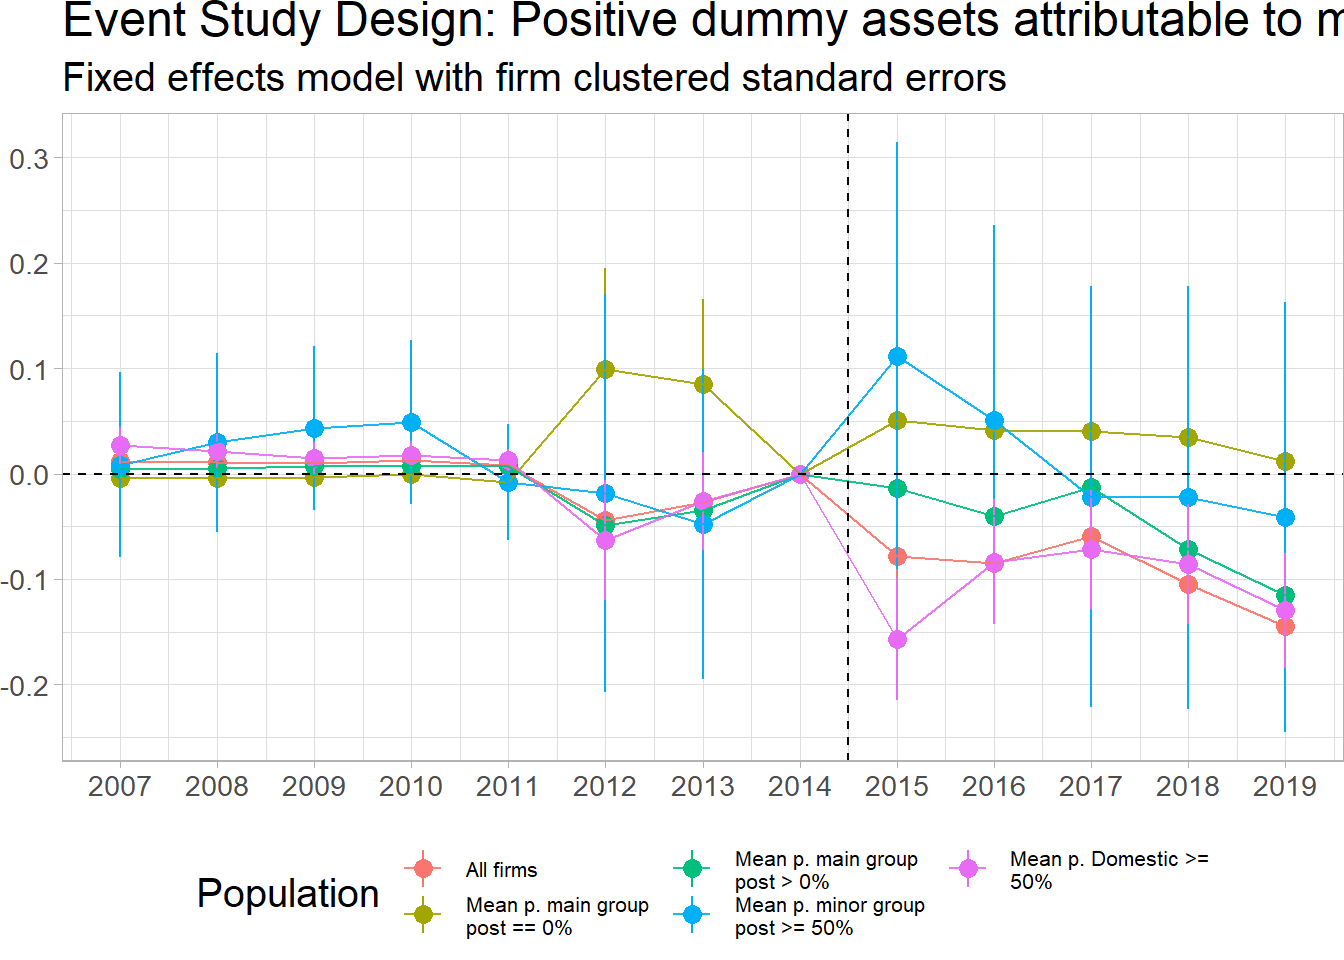 Event Study Design: Positive dummy assets attributable to m
Fixed effects model with firm clustered standard errors
0.3
0.2
0.1
0.0
-0.1
-0.2
2007 2008 2009 2010 2011 2012 2013 2014 2015 2016 2017 2018 2019
Population
All firms
Mean p. main group
post == 0%
Mean p. main group
post > 0%
Mean p. minor group
post >= 50%
Mean p. Domestic >=
50%